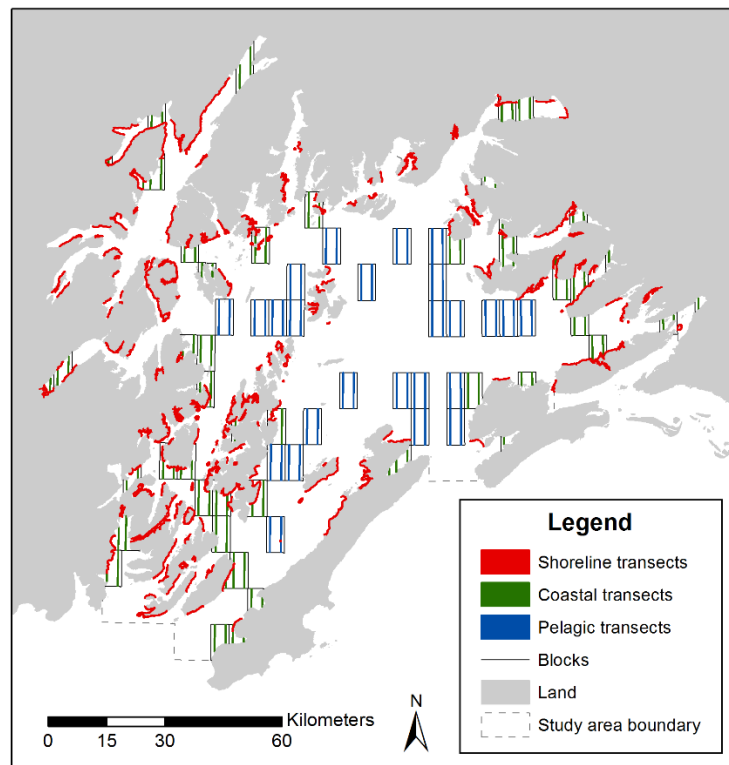 N
Kilometers
0 15 30 60
Legend
Shoreline transects
Coastal transects
Pelagic transects
Blocks
Land
Study area boundary